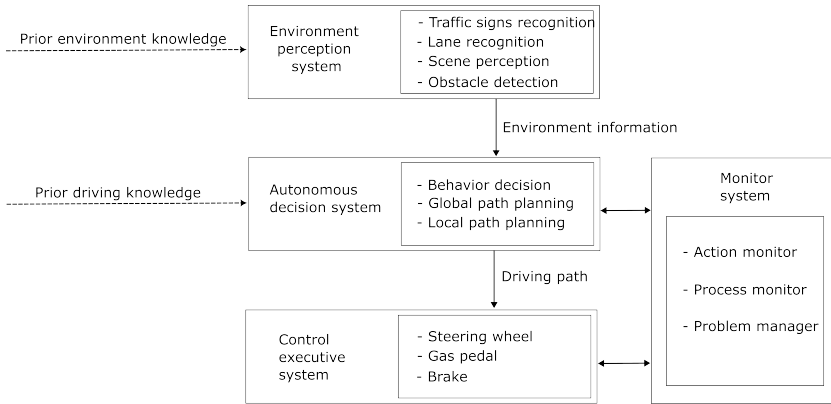 Prior environment knowledge
Environment
perception
system
- Traffic signs recognition
- Lane recognition
- Scene perception
- Obstacle detection
Environment information
Prior driving knowledge
Autonomous
decision system
- Behavior decision
- Global path planning
- Local path planning
Monitor
system
- Action monitor
- Process monitor
- Problem manager
Driving path
Control
executive
system
- Steering wheel
- Gas pedal
- Brake